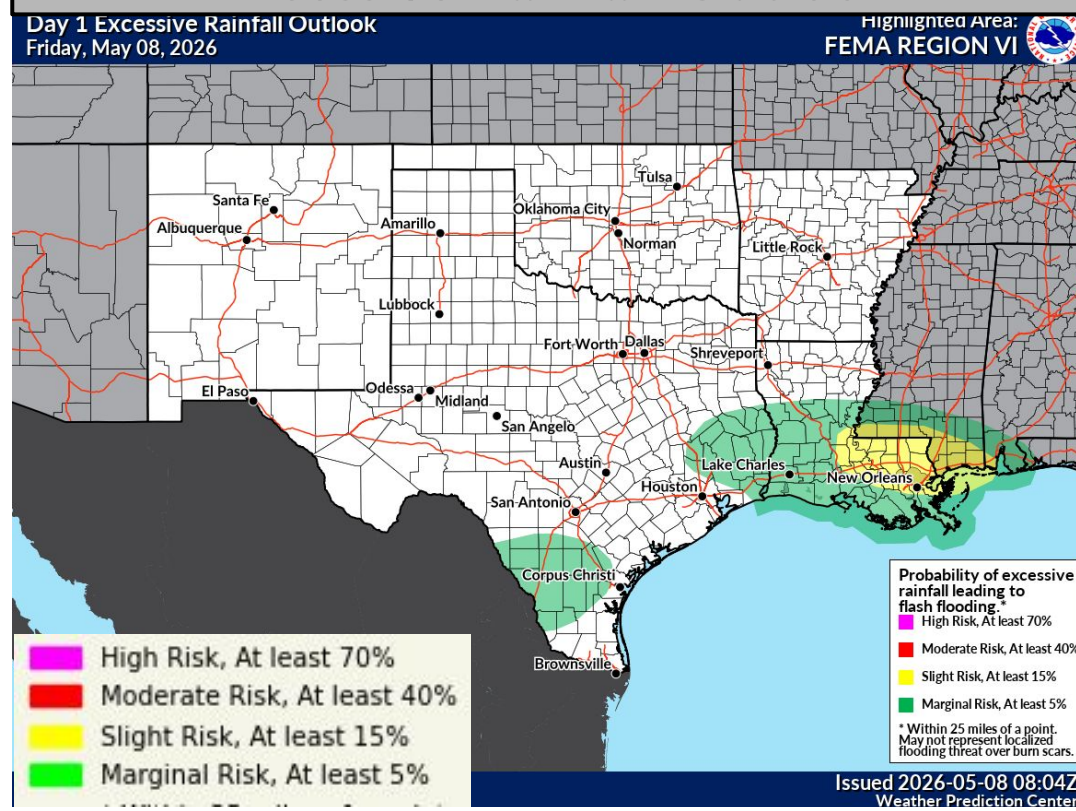 Day 1 Excessive Rainfall Outlook
Friday, May 08, 2026
Highlighted Area:
FEMA REGION VI
Santa Fe
Albuquerque
Amarillo
Tulsa
Oklahoma City
Norman
Little Rock
Lubbock
Fort Worth
Dallas
Shreveport
El Paso
Odessa
Midland
San Angelo
Austin
Lake Charles
Houston
New Orleans
San Antonio
Corpus Christi
Brownsville
Probability of excessive
rainfall leading to
flash flooding.*
High Risk, At least 70%
Moderate Risk, At least 40%
Slight Risk, At least 15%
Marginal Risk, At least 5%
* Within 25 miles of a point.
May not represent localized
flooding threat over burn scars.
High Risk, At least 70%
Moderate Risk, At least 40%
Slight Risk, At least 15%
Marginal Risk, At least 5%
Issued 2026-05-08 08:04Z
Weather Prediction Center